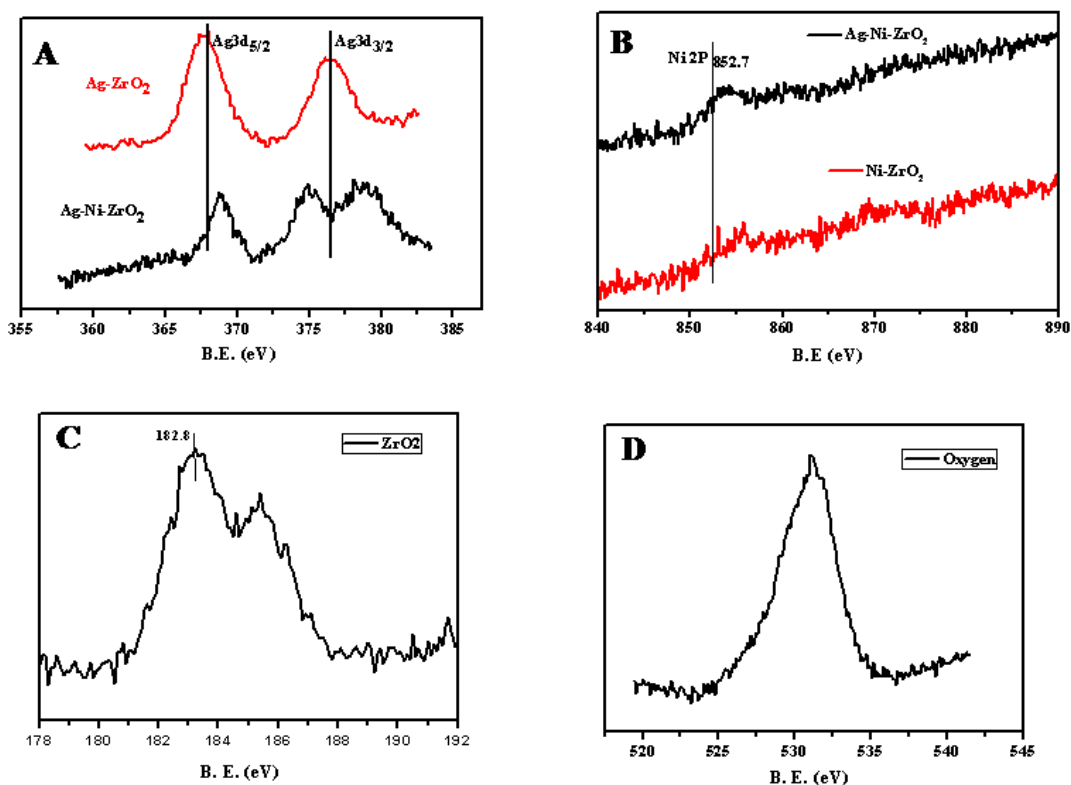 A
Ag3d5/2
Ag3d3/2
Ag-ZrO2
Ag-Ni-ZrO2
355 360 365 370 375 380 385
B.E. (eV)
B
Ag-Ni-ZrO2
Ni2P 852.7
Ni-ZrO2
840 850 860 870 880 890
B.E (eV)
C
182.8
ZrO2
178 180 182 184 186 188 190 192
B. E. (eV)
D
Oxygen
520 525 530 535 540 545
B. E. (eV)